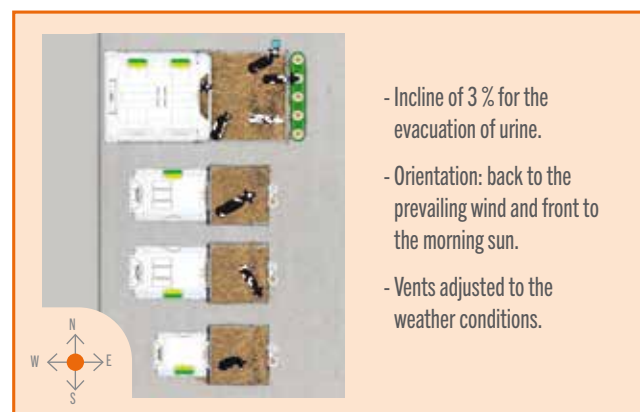 - Incline of 3 % for the
evacuation of urine.
- Orientation: back to the
prevailing wind and front to
the morning sun.
- Vents adjusted to the
weather conditions.
N
W
E
S